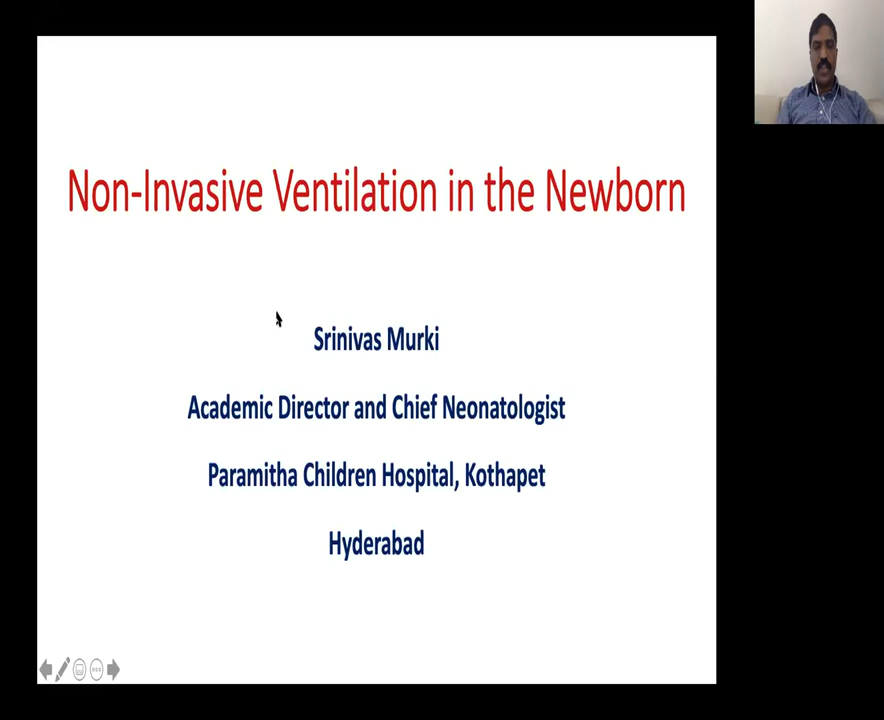 Non-Invasive Ventilation in the Newborn
Srinivas Murki
Academic Director and Chief Neonatologist
Paramitha Children Hospital, Kothapet
Hyderabad